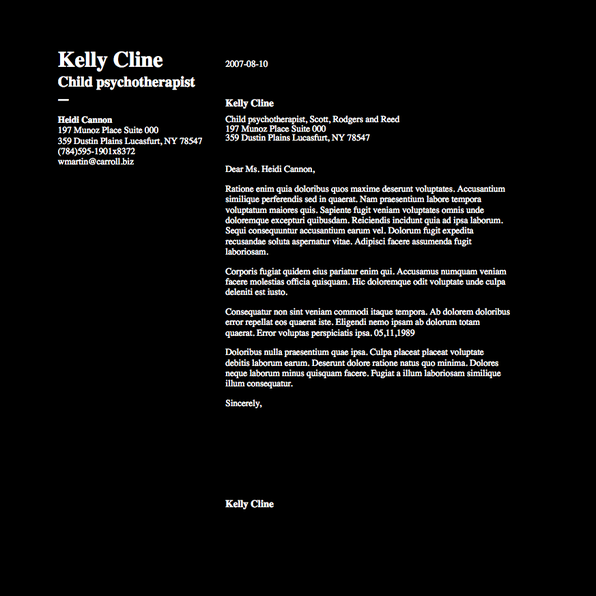 Kelly Cline
Child psychotherapist
—
Heidi Cannon
197 Munoz Place Suite 000
359 Dustin Plains Lucasfurt, NY 78547
(784)595-1901x8372
wmartin@carroll.biz
2007-08-10
Kelly Cline
Child psychotherapist, Scott, Rodgers and Reed
197 Munoz Place Suite 000
359 Dustin Plains Lucasfurt, NY 78547
Dear Ms. Heidi Cannon,
Ratione enim quia doloribus quos maxime deserunt voluptates. Accusantium
similique perferendis sed in quaerat. Nam praesentium labore tempora
voluptatum maiores quis. Sapiente fugit veniam voluptates omnis unde
doloremque excepturi quibusdam. Reiciendis incidunt quia ad ipsa laborum.
Sequi consequuntur accusantium earum vel. Dolorum fugit expedita
recusandae soluta aspernatur vitae. Adipisci facere assumenda fugit
laboriosam.
Corporis fugiat quidem eius pariatur enim qui. Accusamus numquam veniam
facere molestias officia quisquam. Hic doloremque odit voluptate unde culpa
deleniti est iusto.
Consequatur non sint veniam commodi itaque tempora. Ab dolorem doloribus
error repellat eos quaerat iste. Eligendi nemo ipsam ab dolorum totam
quaerat. Error voluptas perspiciatis ipsa. 05,11,1989
Doloribus nulla praesentium quae ipsa. Culpa placeat placeat voluptate
debitis laborum earum. Deserunt dolore ratione natus quo minima. Dolores
neque laborum minus quisquam facere. Fugiat a illum laboriosam similique
illum consequatur.
Sincerely,
Kelly Cline